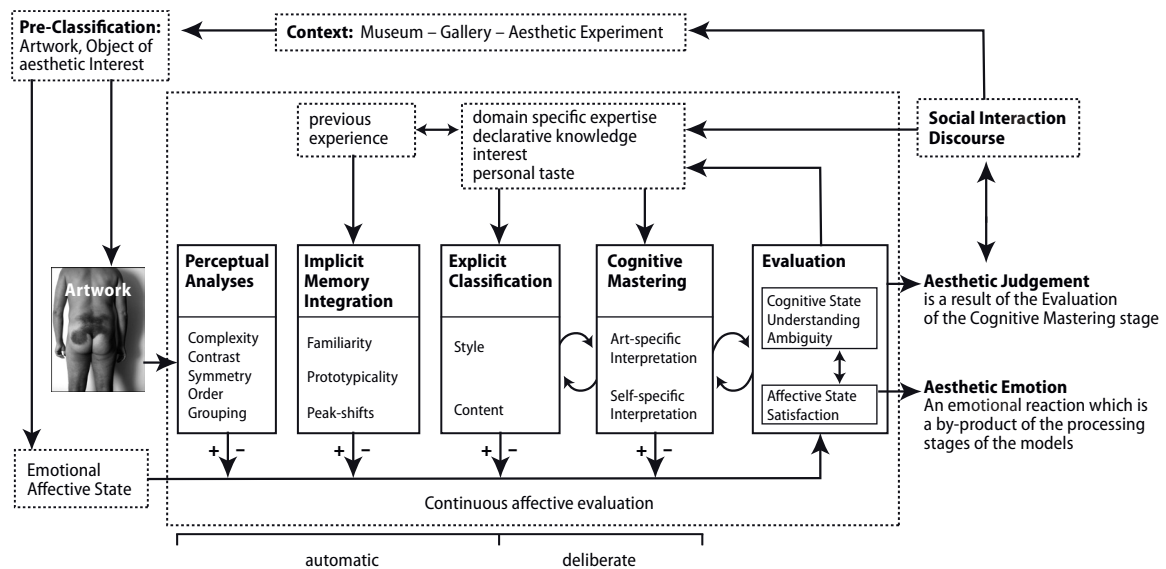 Pre-Classification:
Artwork, Object of
aesthetic Interest
Context: Museum – Gallery – Aesthetic Experiment
Social Interaction
Discourse
previous
experience
domain specific expertise
declarative knowledge
interest
personal taste
Artwork
Perceptual
Analyses
Complexity
Contrast
Symmetry
Order
Grouping
Implicit
Memory
Integration
Familiarity
Prototypicality
Peak-shifts
Explicit
Classification
Style
Content
Cognitive
Mastering
Art-specific
Interpretation
Self-specific
Interpretation
Evaluation
Cognitive State
Understanding
Ambiguity
Affective State
Satisfaction
Aesthetic Judgement
is a result of the Evaluation
of the Cognitive Mastering stage
Aesthetic Emotion
An emotional reaction which is
a by-product of the processing
stages of the models
+ –
+ –
+ –
+ –
Emotional
Affective State
Continuous affective evaluation
automatic
deliberate